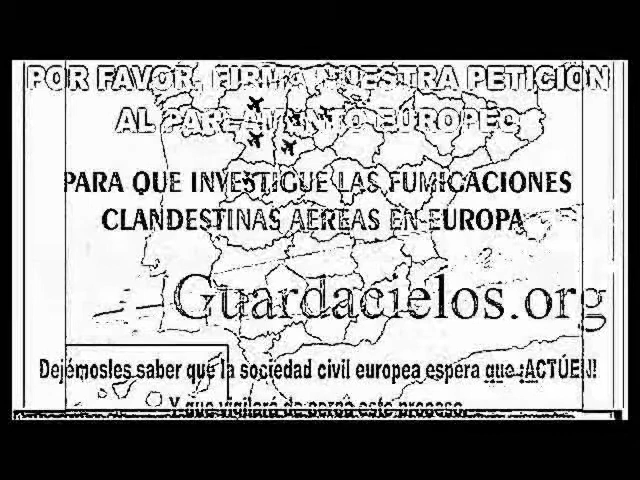 POR FAVOR, FIRMA NUESTRA PETICION
AL PARLAMENTO EUROPEO
PARA QUE INVESTIGUE LAS FUMIGACIONES
CLANDESTINAS AEREAS EN EUROPA
Guardacielos.org
Dejémosles saber que la sociedad civil europea espera que ¡ACTÚEN!
Y que vigilará de cerca este proceso.